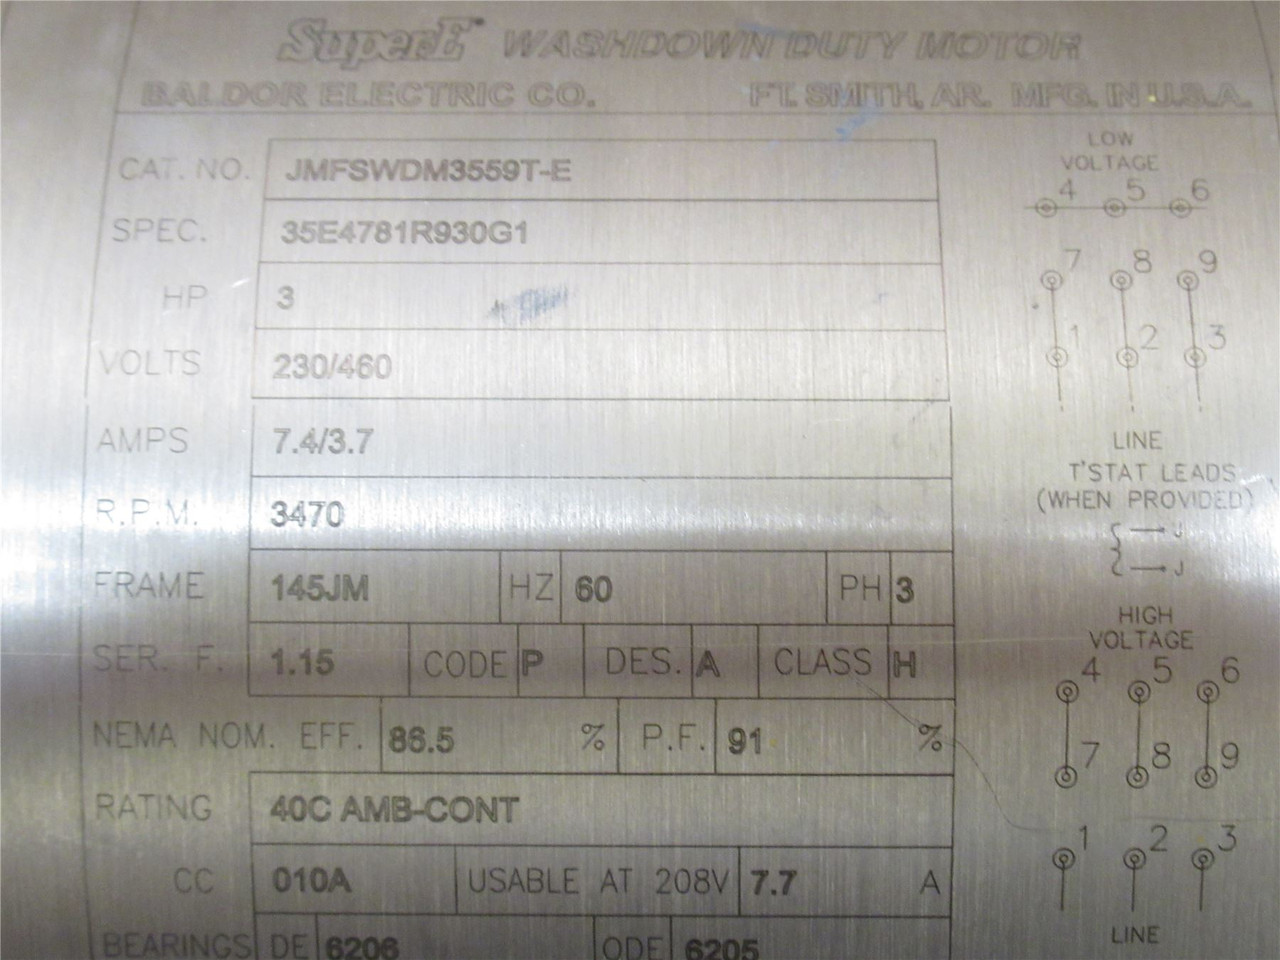 SuperE WASHDOWN DUTY MOTOR
BALDOR ELECTRIC CO. FT. SMITH, AR. MFG. IN U.S.A.
CAT. NO. JMFSWDM3559T-E
SPEC. 35E4781R930G1
HP 3
VOLTS 230/460
AMPS 7.4/3.7
R.P.M. 3470
FRAME 145JM HZ 60 PH 3
SER. F. 1.15 CODE P DES. A CLASS H
NEMA NOM. EFF. 86.5 % P.F. 91 %
RATING 40C AMB-CONT
CC 010A USABLE AT 208V 7.7 A
BEARINGS DE 6206 ODE 6205
LOW
VOLTAGE
4 5 6
7 8 9
1 2 3
LINE
T'STAT LEADS
(WHEN PROVIDED)
J
J
HIGH
VOLTAGE
4 5 6
7 8 9
1 2 3
LINE